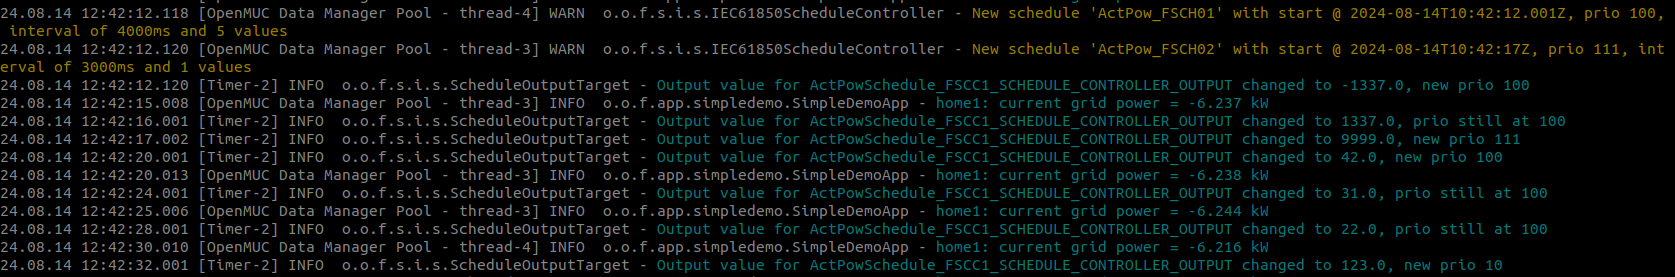 24.08.14 12:42:12.118 [OpenMUC Data Manager Pool - thread-4] WARN  o.o.f.s.i.s.IEC61850ScheduleController - New schedule 'ActPow_FSCH01' with start @ 2024-08-14T10:42:12.001Z, prio 100,
 interval of 4000ms and 5 values
24.08.14 12:42:12.120 [OpenMUC Data Manager Pool - thread-3] WARN  o.o.f.s.i.s.IEC61850ScheduleController - New schedule 'ActPow_FSCH02' with start @ 2024-08-14T10:42:17Z, prio 111, int
erval of 3000ms and 1 values
24.08.14 12:42:12.120 [Timer-2] INFO  o.o.f.s.i.s.ScheduleOutputTarget - Output value for ActPowSchedule_FSCC1_SCHEDULE_CONTROLLER_OUTPUT changed to -1337.0, new prio 100
24.08.14 12:42:15.008 [OpenMUC Data Manager Pool - thread-3] INFO  o.o.f.app.simpledemo.SimpleDemoApp - home1: current grid power = -6.237 kW
24.08.14 12:42:16.001 [Timer-2] INFO  o.o.f.s.i.s.ScheduleOutputTarget - Output value for ActPowSchedule_FSCC1_SCHEDULE_CONTROLLER_OUTPUT changed to 1337.0, prio still at 100
24.08.14 12:42:17.002 [Timer-2] INFO  o.o.f.s.i.s.ScheduleOutputTarget - Output value for ActPowSchedule_FSCC1_SCHEDULE_CONTROLLER_OUTPUT changed to 9999.0, new prio 111
24.08.14 12:42:20.001 [Timer-2] INFO  o.o.f.s.i.s.ScheduleOutputTarget - Output value for ActPowSchedule_FSCC1_SCHEDULE_CONTROLLER_OUTPUT changed to 42.0, new prio 100
24.08.14 12:42:20.013 [OpenMUC Data Manager Pool - thread-3] INFO  o.o.f.app.simpledemo.SimpleDemoApp - home1: current grid power = -6.238 kW
24.08.14 12:42:24.001 [Timer-2] INFO  o.o.f.s.i.s.ScheduleOutputTarget - Output value for ActPowSchedule_FSCC1_SCHEDULE_CONTROLLER_OUTPUT changed to 31.0, prio still at 100
24.08.14 12:42:25.006 [OpenMUC Data Manager Pool - thread-3] INFO  o.o.f.app.simpledemo.SimpleDemoApp - home1: current grid power = -6.244 kW
24.08.14 12:42:28.001 [Timer-2] INFO  o.o.f.s.i.s.ScheduleOutputTarget - Output value for ActPowSchedule_FSCC1_SCHEDULE_CONTROLLER_OUTPUT changed to 22.0, prio still at 100
24.08.14 12:42:30.010 [OpenMUC Data Manager Pool - thread-4] INFO  o.o.f.app.simpledemo.SimpleDemoApp - home1: current grid power = -6.216 kW
24.08.14 12:42:32.001 [Timer-2] INFO  o.o.f.s.i.s.ScheduleOutputTarget - Output value for ActPowSchedule_FSCC1_SCHEDULE_CONTROLLER_OUTPUT changed to 123.0, new prio 10